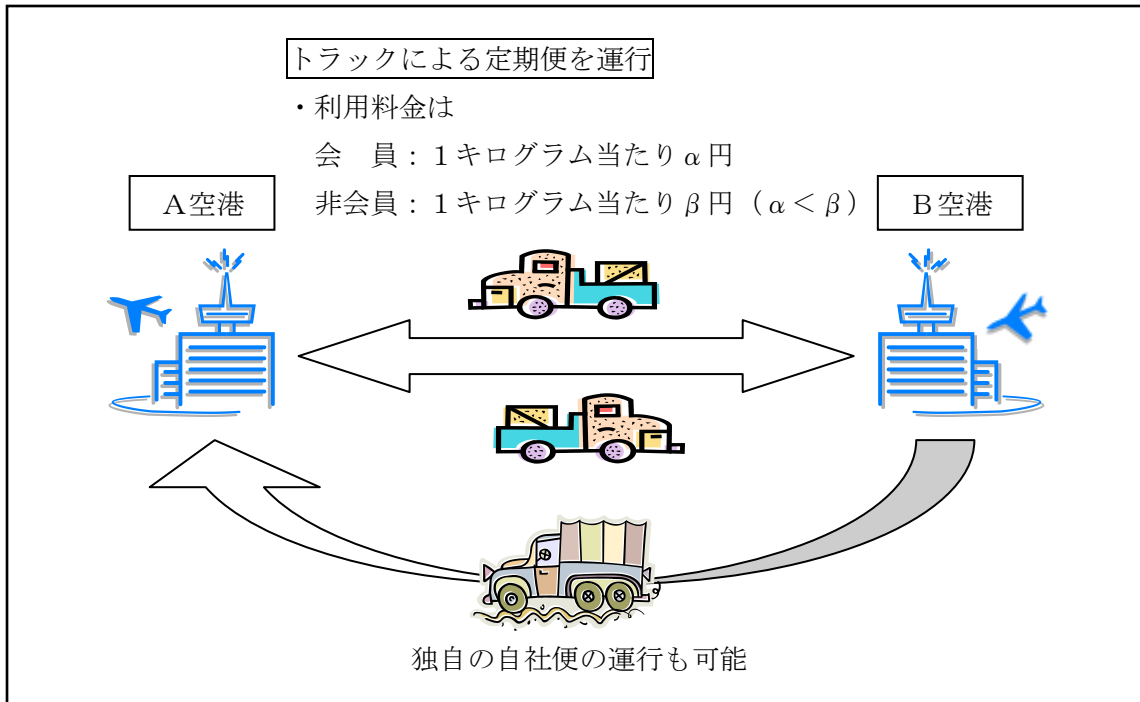 トラックによる定期便を運行
・利用料金は
会　員：１キログラム当たりα円
非会員：１キログラム当たりβ円（α＜β）
Ａ空港
Ｂ空港
独自の自社便の運行も可能